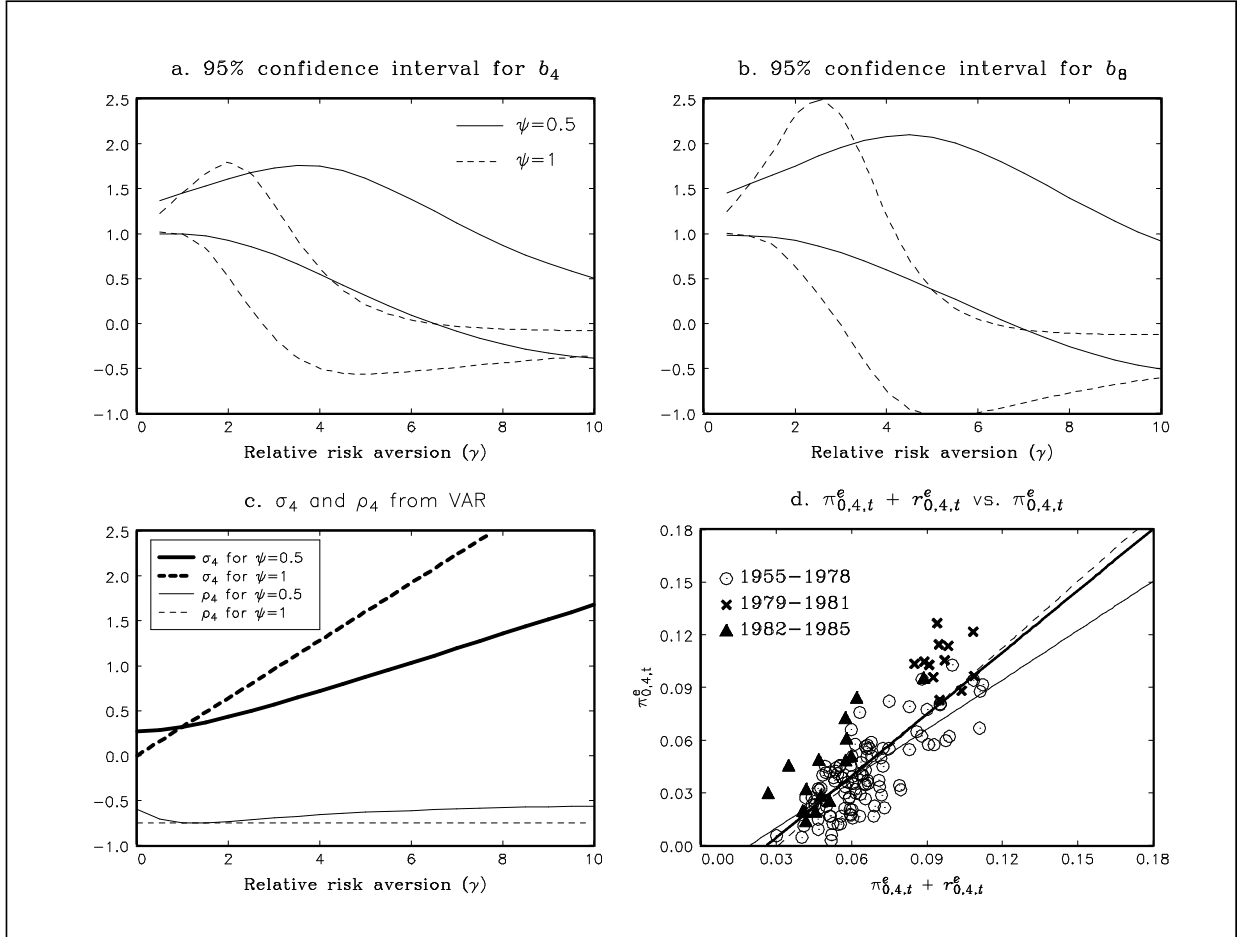 a. 95% confidence interval for b₄
2.5
2.0
1.5
1.0
0.5
0.0
−0.5
−1.0
ψ=0.5
ψ=1
0 2 4 6 8 10
Relative risk aversion (γ)
b. 95% confidence interval for b₈
2.5
2.0
1.5
1.0
0.5
0.0
−0.5
−1.0
0 2 4 6 8 10
Relative risk aversion (γ)
c. σ₄ and ρ₄ from VAR
2.5
2.0
1.5
1.0
0.5
0.0
−0.5
−1.0
σ₄ for ψ=0.5
σ₄ for ψ=1
ρ₄ for ψ=0.5
ρ₄ for ψ=1
0 2 4 6 8 10
Relative risk aversion (γ)
d. πᵉ₀,₄,ₜ + rᵉ₀,₄,ₜ vs. πᵉ₀,₄,ₜ
0.18
0.15
0.12
0.09
0.06
0.03
0.00
πᵉ₀,₄,ₜ
1955−1978
1979−1981
1982−1985
0.00 0.03 0.06 0.09 0.12 0.15 0.18
πᵉ₀,₄,ₜ + rᵉ₀,₄,ₜ